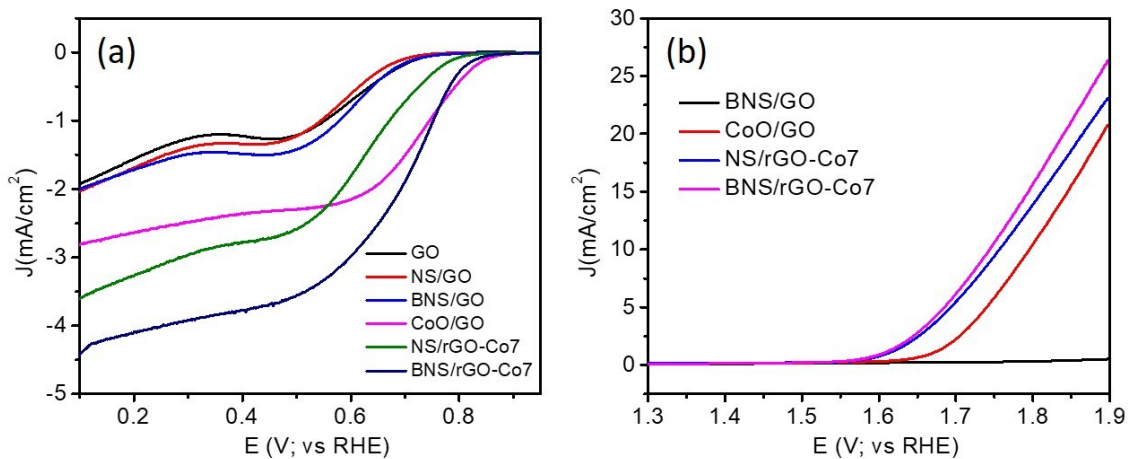 (a)
0
-1
-2
-3
-4
-5
J(mA/cm²)
GO
NS/GO
BNS/GO
CoO/GO
NS/rGO-Co7
BNS/rGO-Co7
0.2 0.4 0.6 0.8
E (V; vs RHE)
(b)
30
25
20
15
10
5
0
J(mA/cm²)
BNS/GO
CoO/GO
NS/rGO-Co7
BNS/rGO-Co7
1.3 1.4 1.5 1.6 1.7 1.8 1.9
E (V; vs RHE)